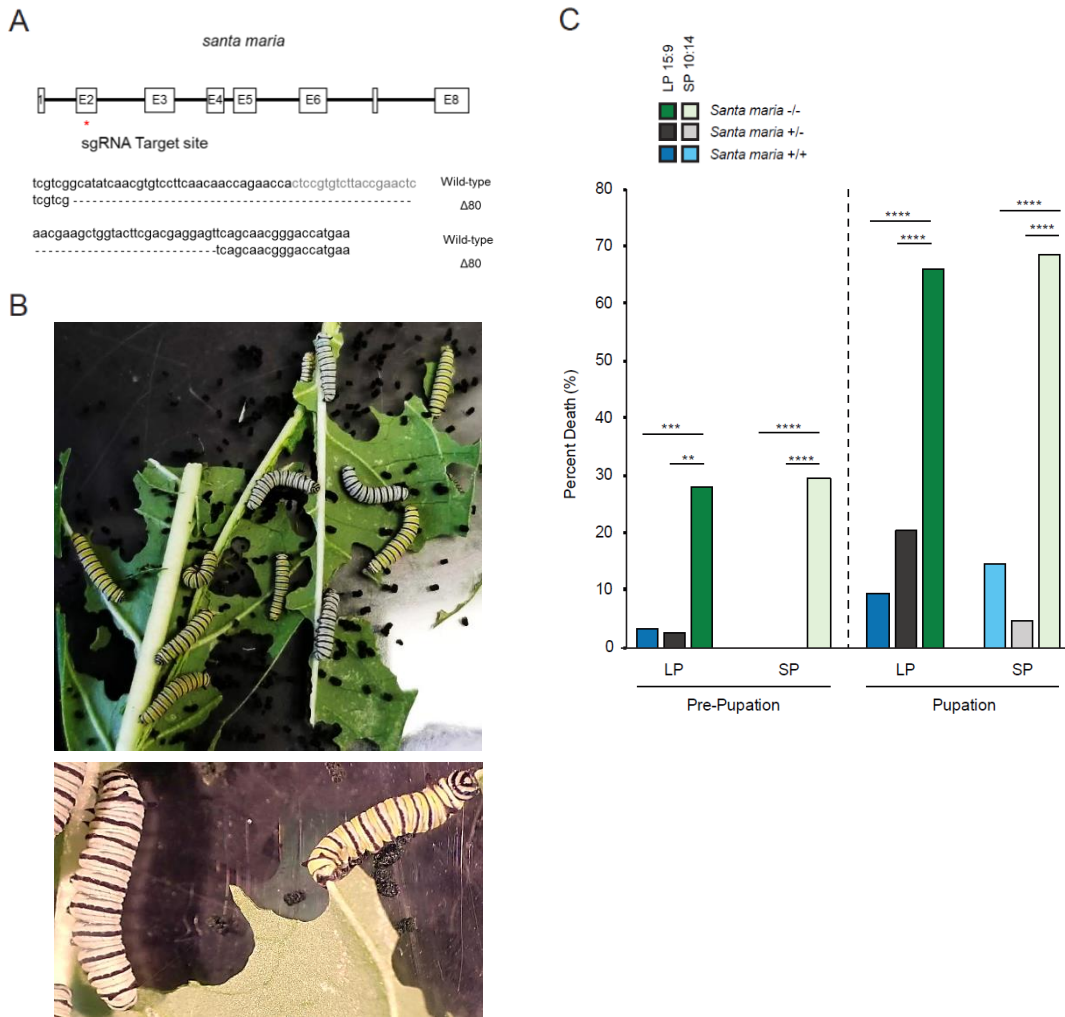 A
santa maria
1 E2 E3 E4 E5 E6 E8
*
sgRNA Target site
tcgtcggcatatcaacgtgtccttcaacaaccagaaccactccgtgtcttaccgaactc Wild-type
tcgtcg------------------------------------------------- Δ80
aacgaagctggtacttcgacgaggagttcagcaacgggaccatgaa Wild-type
---------------------------tcagcaacgggaccatgaa Δ80
B
C
LP 15:9
SP 10:14
Santa maria -/-
Santa maria +/-
Santa maria +/+
Percent Death (%)
80
70
60
50
40
30
20
10
0
*** ** **** **** **** **** **** ****
LP SP LP SP
Pre-Pupation Pupation